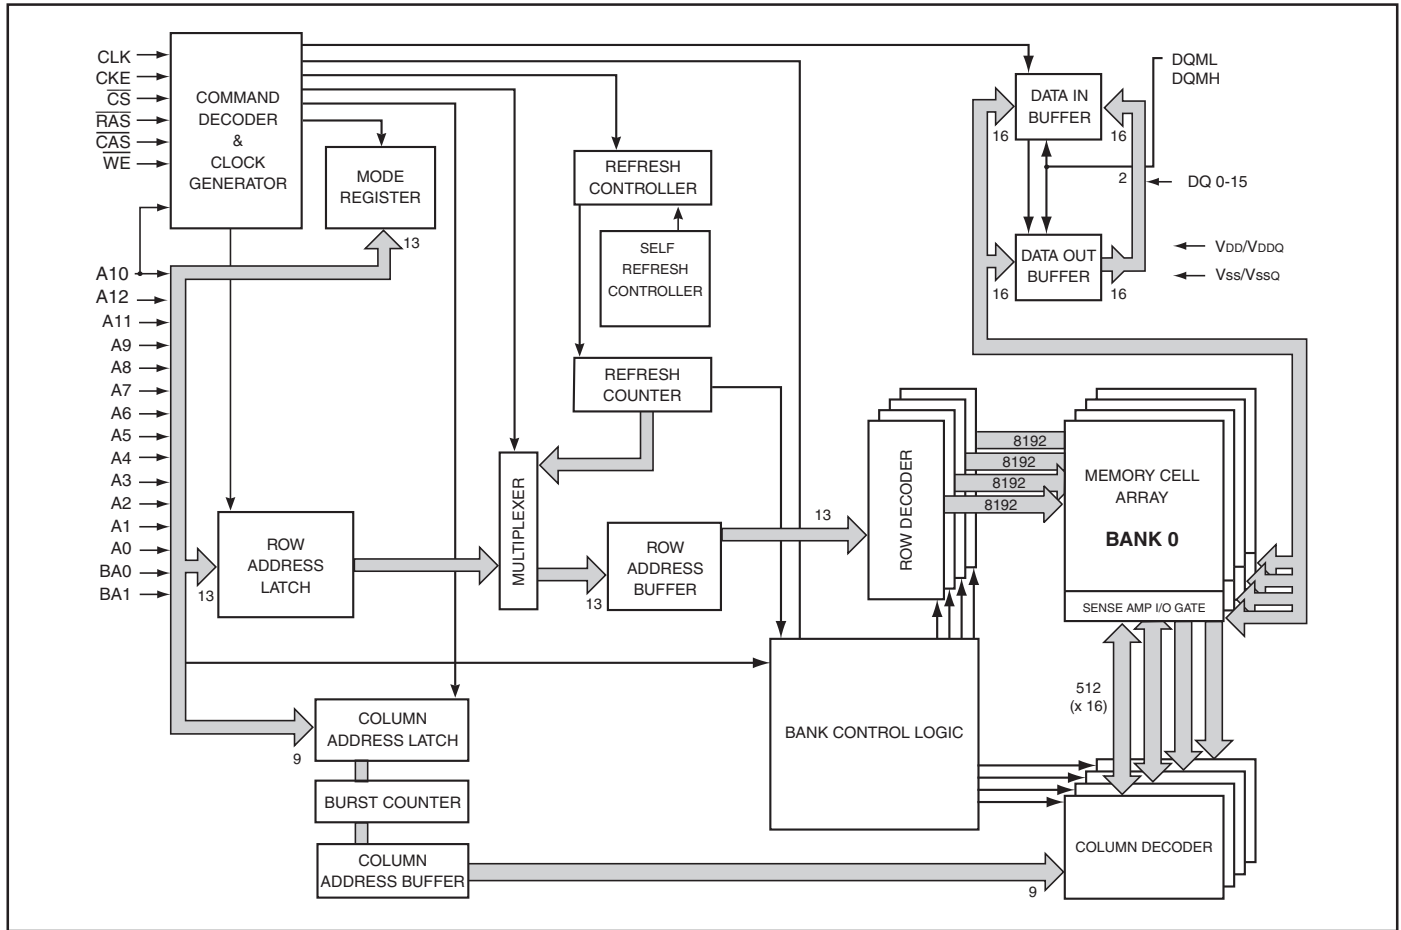 CLK
CKE
CS
RAS
CAS
WE
COMMAND
DECODER
&
CLOCK
GENERATOR
MODE
REGISTER
13
REFRESH
CONTROLLER
SELF
REFRESH
CONTROLLER
REFRESH
COUNTER
DATA IN
BUFFER
16
16
DQML
DQMH
2
DQ 0-15
DATA OUT
BUFFER
16
16
VDD/VDDQ
Vss/VssQ
A10
A12
A11
A9
A8
A7
A6
A5
A4
A3
A2
A1
A0
BA0
BA1
13
ROW
ADDRESS
LATCH
MULTIPLEXER
13
ROW
ADDRESS
BUFFER
13
ROW DECODER
8192
8192
8192
8192
MEMORY CELL
ARRAY
BANK 0
SENSE AMP I/O GATE
512
(x 16)
BANK CONTROL LOGIC
9
COLUMN
ADDRESS LATCH
BURST COUNTER
COLUMN
ADDRESS BUFFER
9
COLUMN DECODER